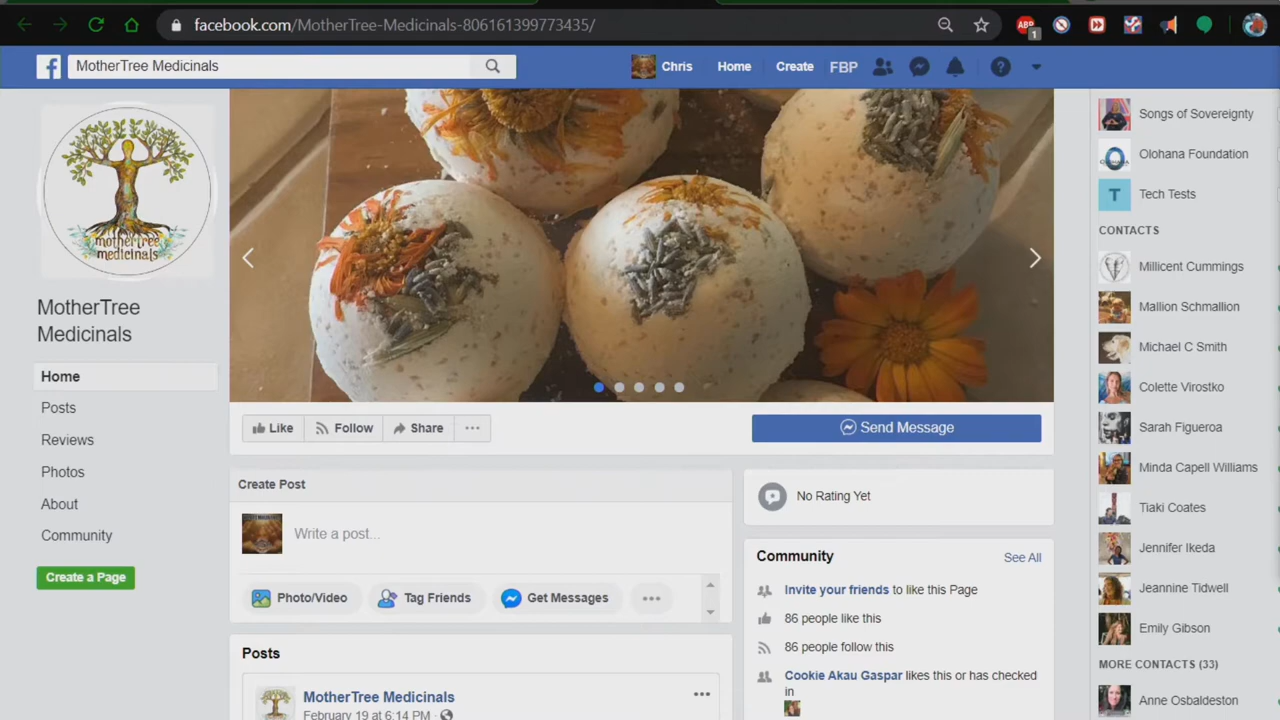 facebook.com/MotherTree-Medicinals-806161399773435/
ABP
1
MotherTree Medicinals
Chris
Home
Create
FBP
mothertree
medicinals
MotherTree
Medicinals
Home
Posts
Reviews
Photos
About
Community
Create a Page
Like
Follow
Share
Send Message
Create Post
Write a post...
Photo/Video
Tag Friends
Get Messages
Posts
MotherTree Medicinals
February 19 at 6:14 PM
No Rating Yet
Community
See All
Invite your friends to like this Page
86 people like this
86 people follow this
Cookie Akau Gaspar likes this or has checked
in
Songs of Sovereignty
Olohana Foundation
T
Tech Tests
CONTACTS
Millicent Cummings
Mallion Schmallion
Michael C Smith
Colette Virostko
Sarah Figueroa
Minda Capell Williams
Tiaki Coates
Jennifer Ikeda
Jeannine Tidwell
Emily Gibson
MORE CONTACTS (33)
Anne Osbaldeston